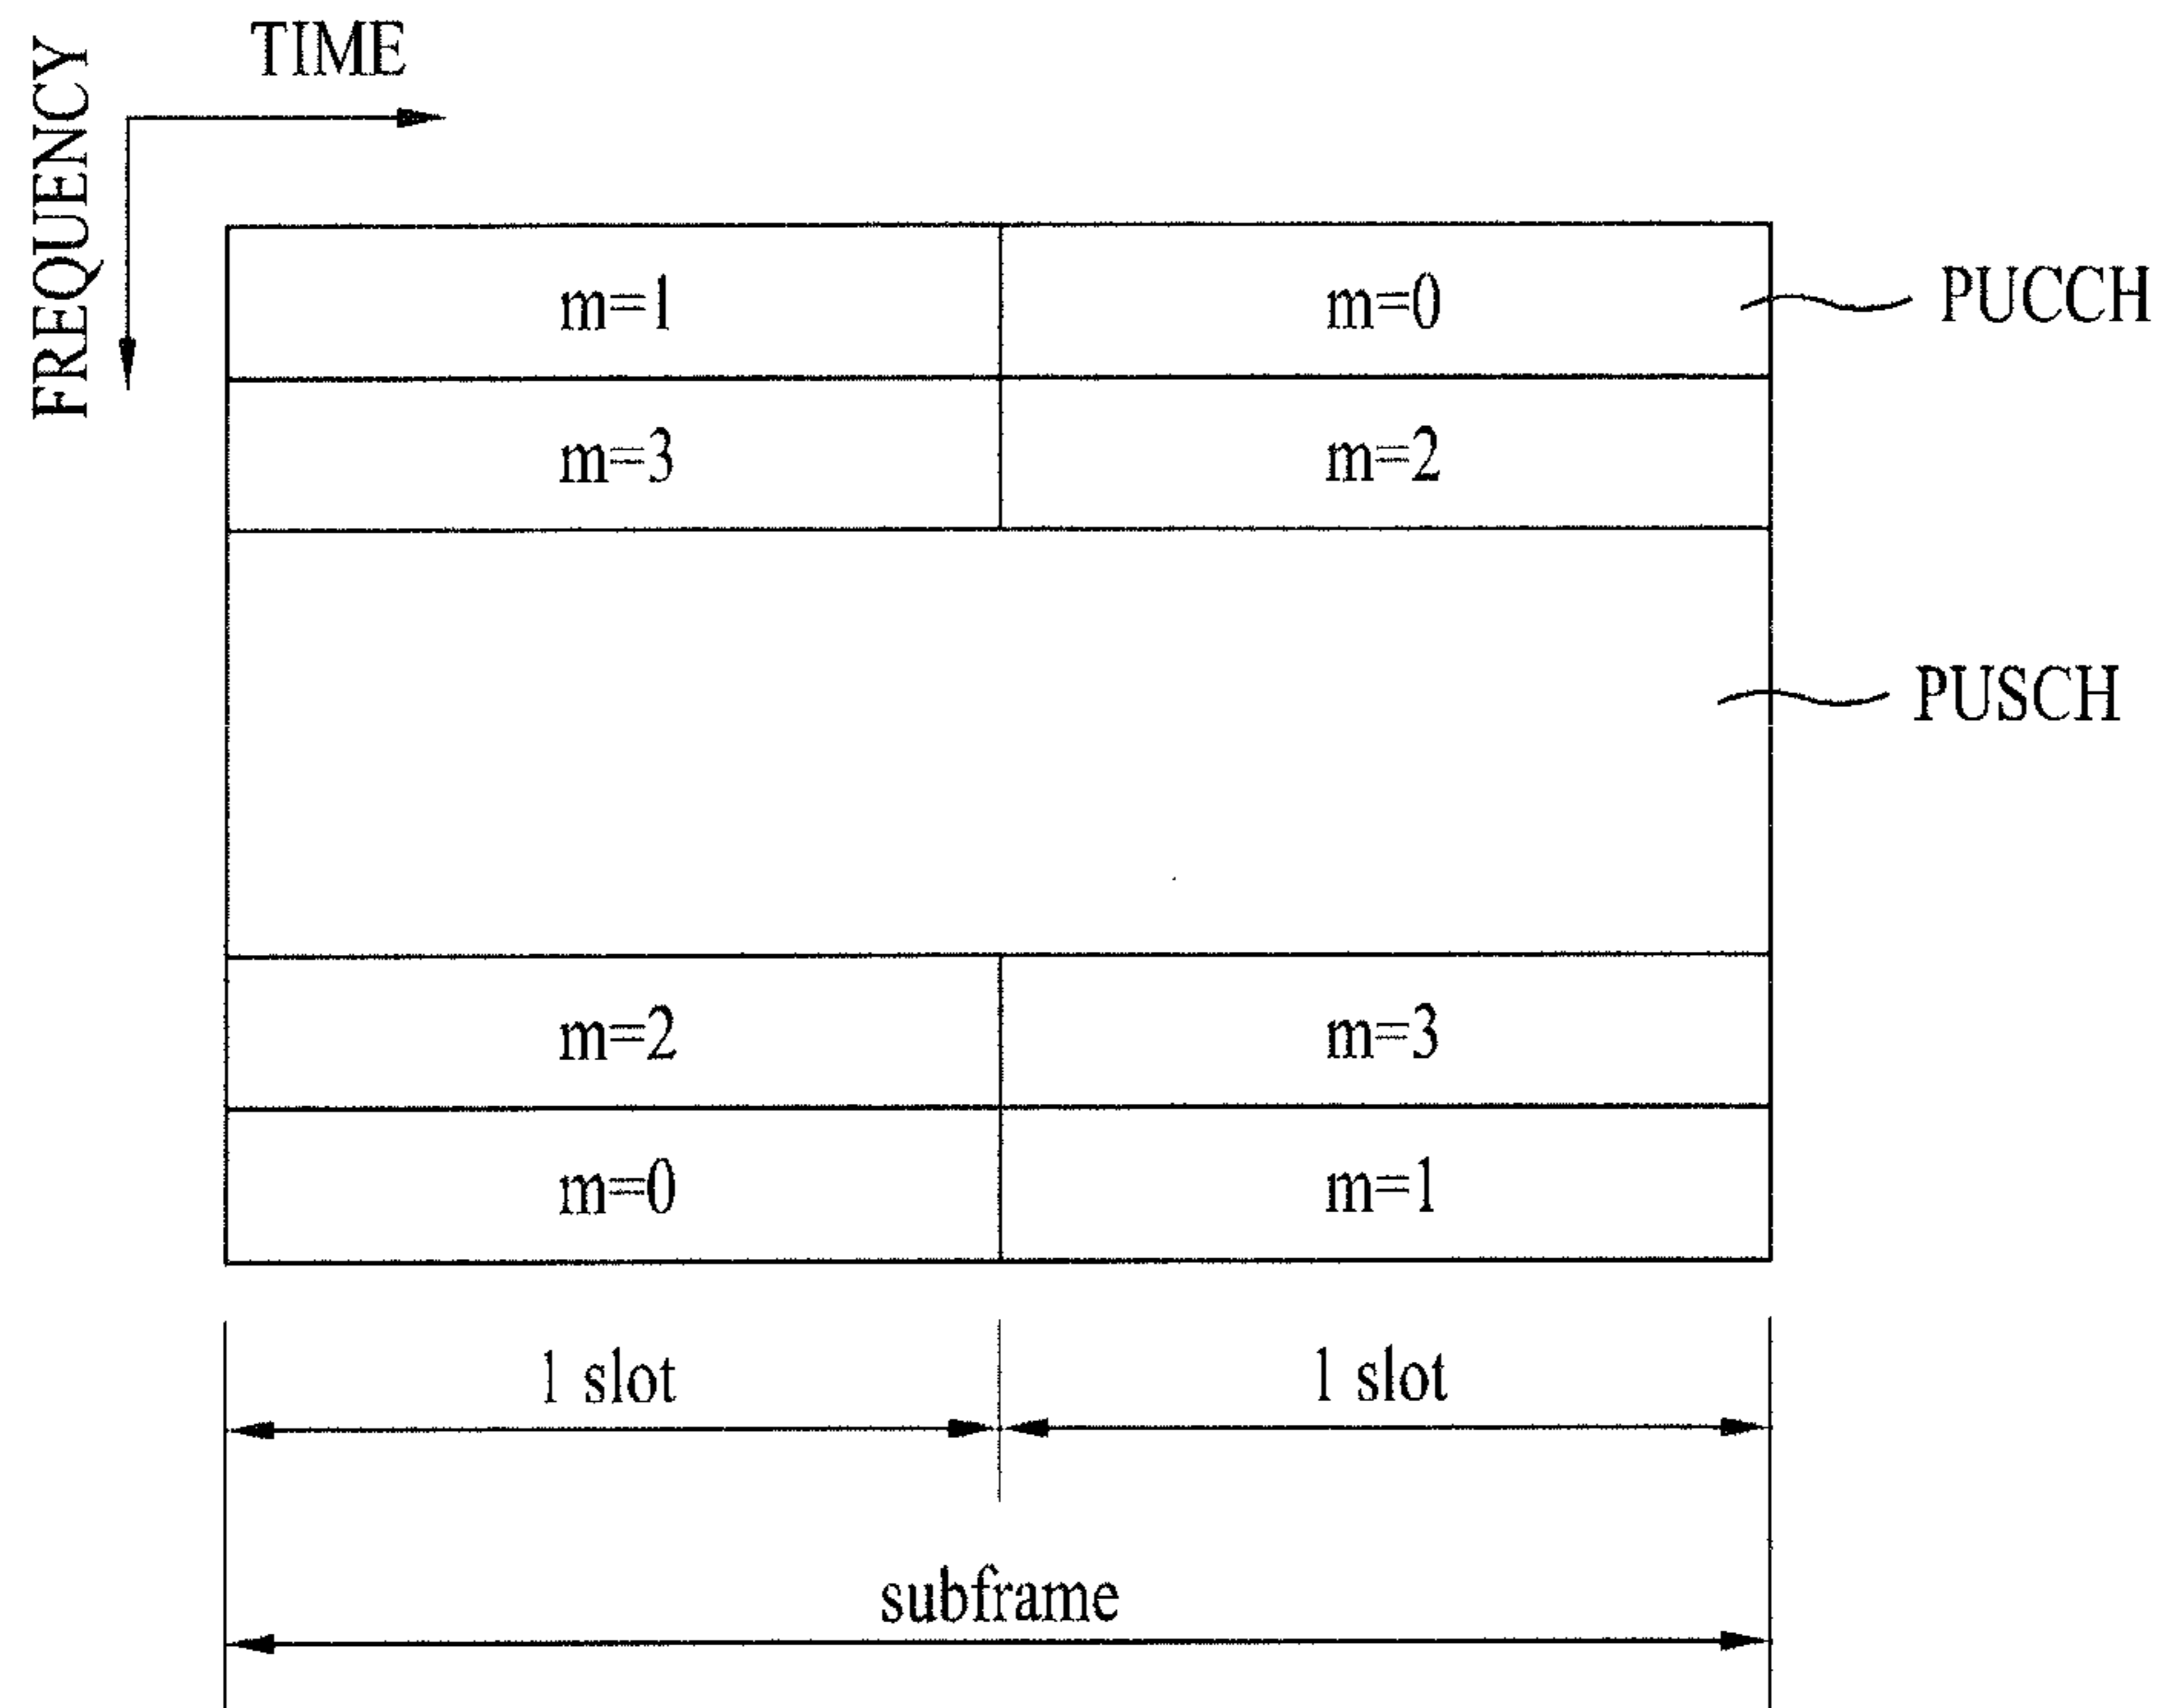 TIME
FREQUENCY
m=1 m=0 PUCCH
m=3 m=2
PUSCH
m=2 m=3
m=0 m=1
1 slot 1 slot
subframe